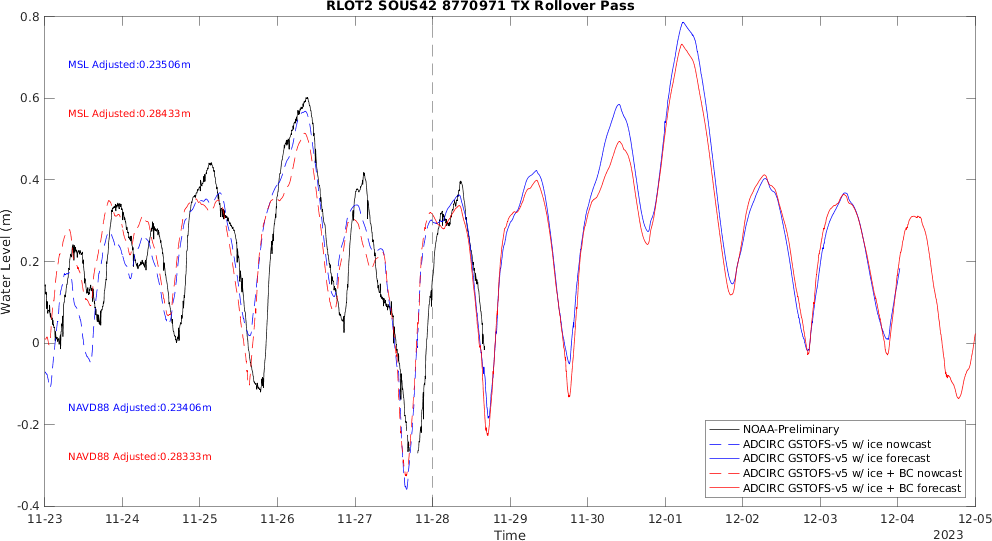 RLOT2 SOUS42 8770971 TX Rollover Pass
0.8
0.6
0.4
0.2
0
-0.2
-0.4
Water Level (m)
MSL Adjusted:0.23506m
MSL Adjusted:0.28433m
NAVD88 Adjusted:0.23406m
NAVD88 Adjusted:0.28333m
NOAA-Preliminary
ADCIRC GSTOFS-v5 w/ ice nowcast
ADCIRC GSTOFS-v5 w/ ice forecast
ADCIRC GSTOFS-v5 w/ ice + BC nowcast
ADCIRC GSTOFS-v5 w/ ice + BC forecast
11-23 11-24 11-25 11-26 11-27 11-28 11-29 11-30 12-01 12-02 12-03 12-04 12-05
Time
2023